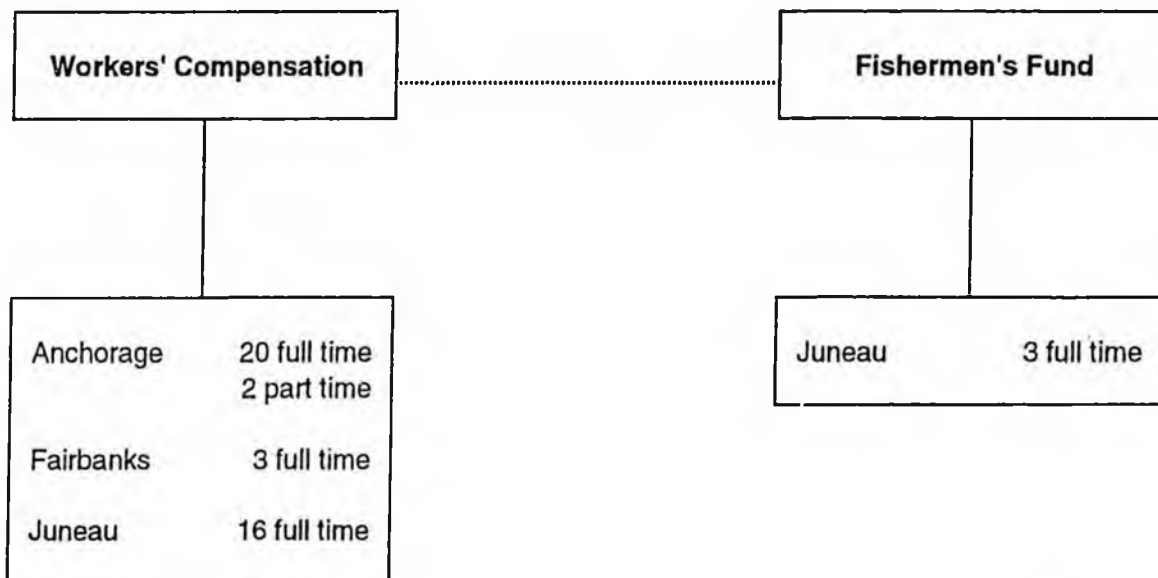 Workers' Compensation
Fishermen's Fund
Anchorage 20 full time
2 part time
Fairbanks 3 full time
Juneau 16 full time
Juneau 3 full time